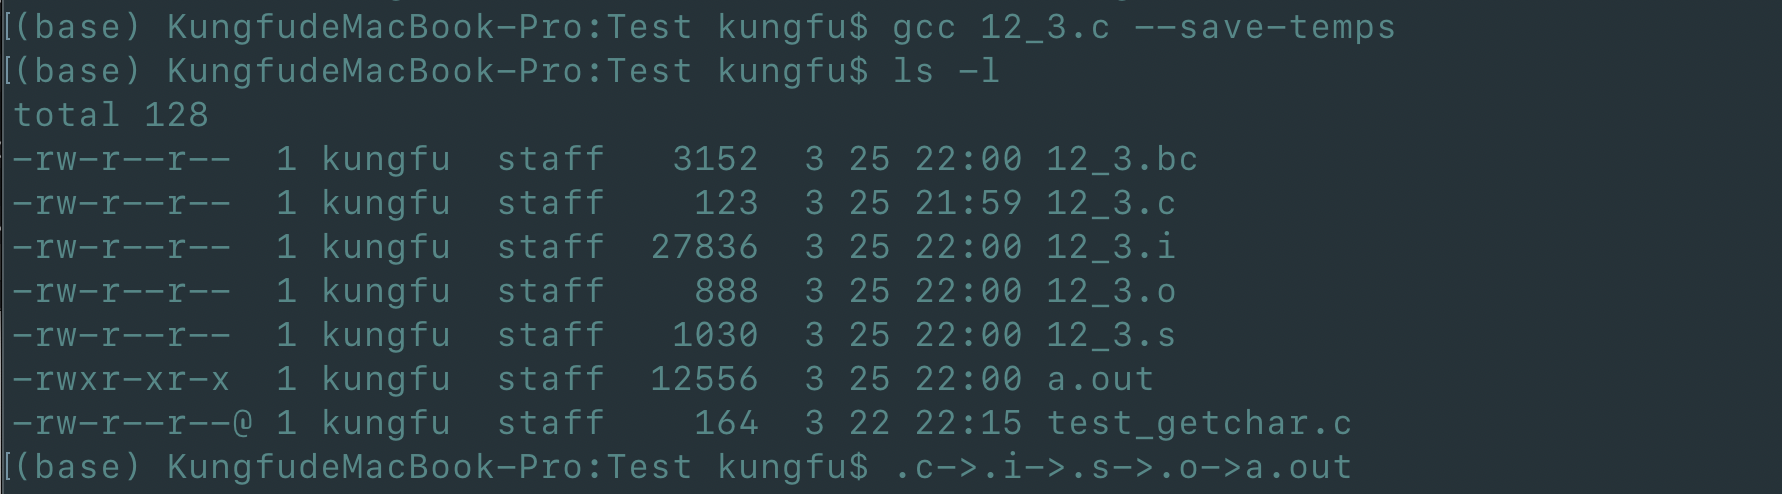 [(base) KungfudeMacBook-Pro:Test kungfu$ gcc 12_3.c --save-temps
[(base) KungfudeMacBook-Pro:Test kungfu$ ls -l
total 128
-rw-r--r--  1 kungfu  staff   3152  3 25 22:00 12_3.bc
-rw-r--r--  1 kungfu  staff    123  3 25 21:59 12_3.c
-rw-r--r--  1 kungfu  staff  27836  3 25 22:00 12_3.i
-rw-r--r--  1 kungfu  staff    888  3 25 22:00 12_3.o
-rw-r--r--  1 kungfu  staff   1030  3 25 22:00 12_3.s
-rwxr-xr-x  1 kungfu  staff  12556  3 25 22:00 a.out
-rw-r--r--@ 1 kungfu  staff    164  3 22 22:15 test_getchar.c
[(base) KungfudeMacBook-Pro:Test kungfu$ .c->.i->.s->.o->a.out